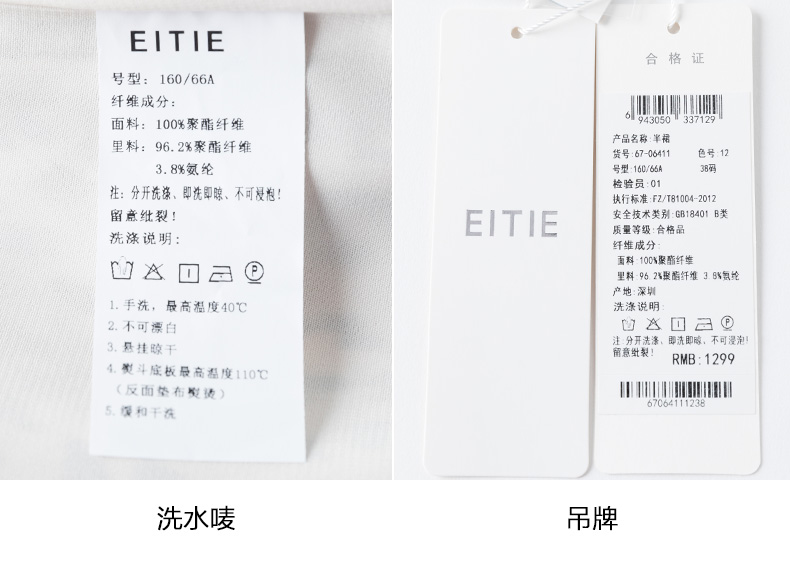 EITIE
号型: 160/66A
纤维成分:
面料: 100%聚酯纤维
里料: 96.2%聚酯纤维
3.8%氨纶
注: 分开洗涤、即洗即晾、不可浸泡!
留意纰裂!
洗涤说明:
P
1.手洗, 最高温度40℃
2.不可漂白
3.悬挂晾干
4.熨斗底板最高温度110℃
(反面垫布熨烫)
5.缓和干洗
洗水唛
EITIE
合格证
6 943050 337129
产品名称:半裙
货号:67-06411 色号:12
号型:160/66A 38码
检验员:01
执行标准:FZ/T81004-2012
安全技术类别:GB18401 B类
质量等级:合格品
纤维成分:
面料 100%聚酯纤维
里料 96.2%聚酯纤维 3.8%氨纶
产地:深圳
洗涤说明:
P
注:分开洗涤、即洗即晾、不可浸泡!
留意纰裂!
RMB:1299
67064111238
吊牌